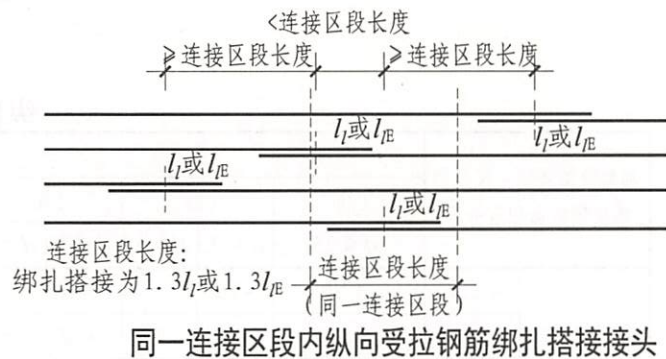 <连接区段长度
≥连接区段长度 ≥连接区段长度
l_l或l_lE l_l或l_lE
l_l或l_lE
l_l或l_lE
连接区段长度:
绑扎搭接为1.3l_l或1.3l_lE
连接区段长度
(同一连接区段)
同一连接区段内纵向受拉钢筋绑扎搭接接头